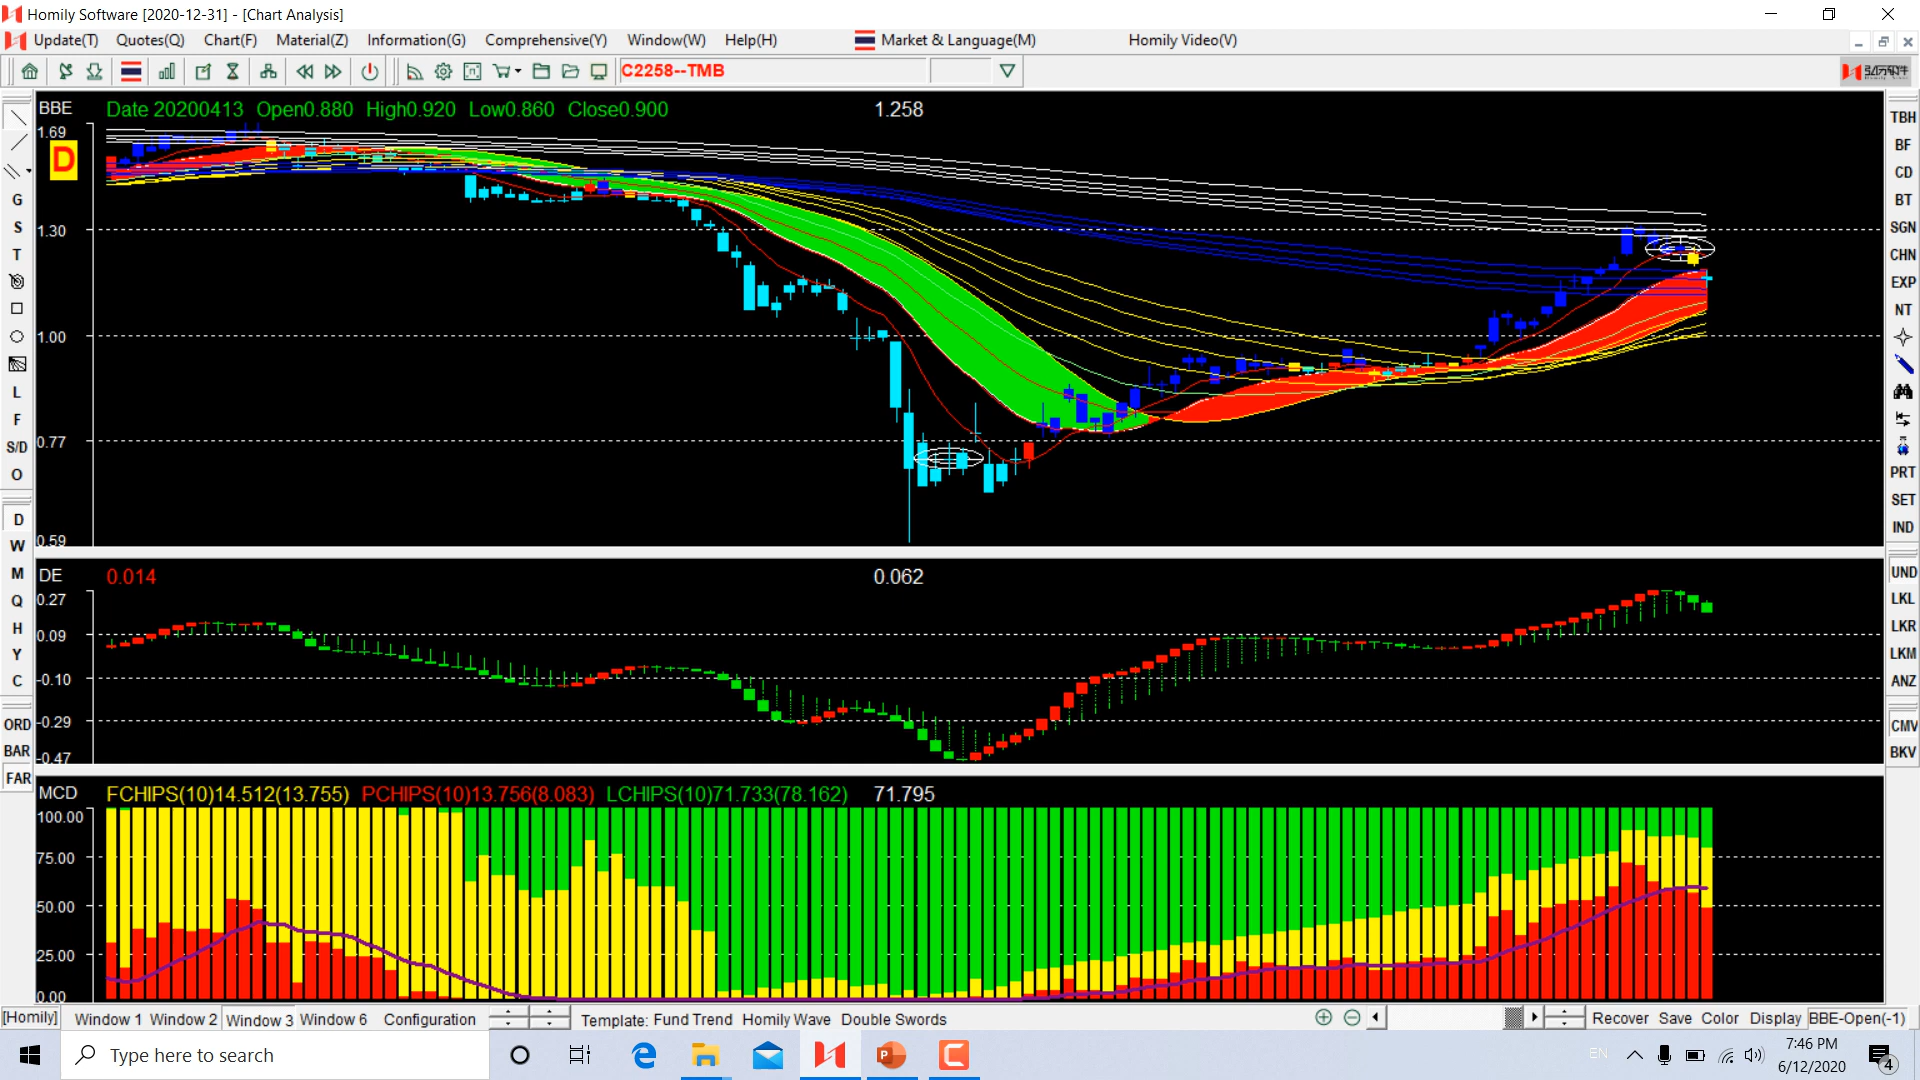 Homily Software [2020-12-31] - [Chart Analysis]
Update(T) Quotes(Q) Chart(F) Material(Z) Information(G) Comprehensive(Y) Window(W) Help(H) Market & Language(M) Homily Video(V)
C2258--TMB
BBE Date 20200413 Open0.880 High0.920 Low0.860 Close0.900 1.258
1.69
D
1.30
1.00
0.77
0.59
DE 0.014 0.062
0.27
0.09
-0.10
-0.29
-0.47
MCD FCHIPS(10)14.512(13.755) PCHIPS(10)13.756(8.083) LCHIPS(10)71.733(78.162) 71.795
100.00
75.00
50.00
25.00
0.00
G
S
T
L
F
S/D
O
D
W
M
Q
H
Y
C
ORD
BAR
FAR
TBH
BF
CD
BT
SGN
CHN
EXP
NT
PRT
SET
IND
UND
LKL
LKR
LKM
ANZ
CMV
BKV
[Homily] Window 1 Window 2 Window 3 Window 6 Configuration Template: Fund Trend Homily Wave Double Swords Recover Save Color Display BBE-Open(-1)
Type here to search
EN
7:46 PM
6/12/2020
4